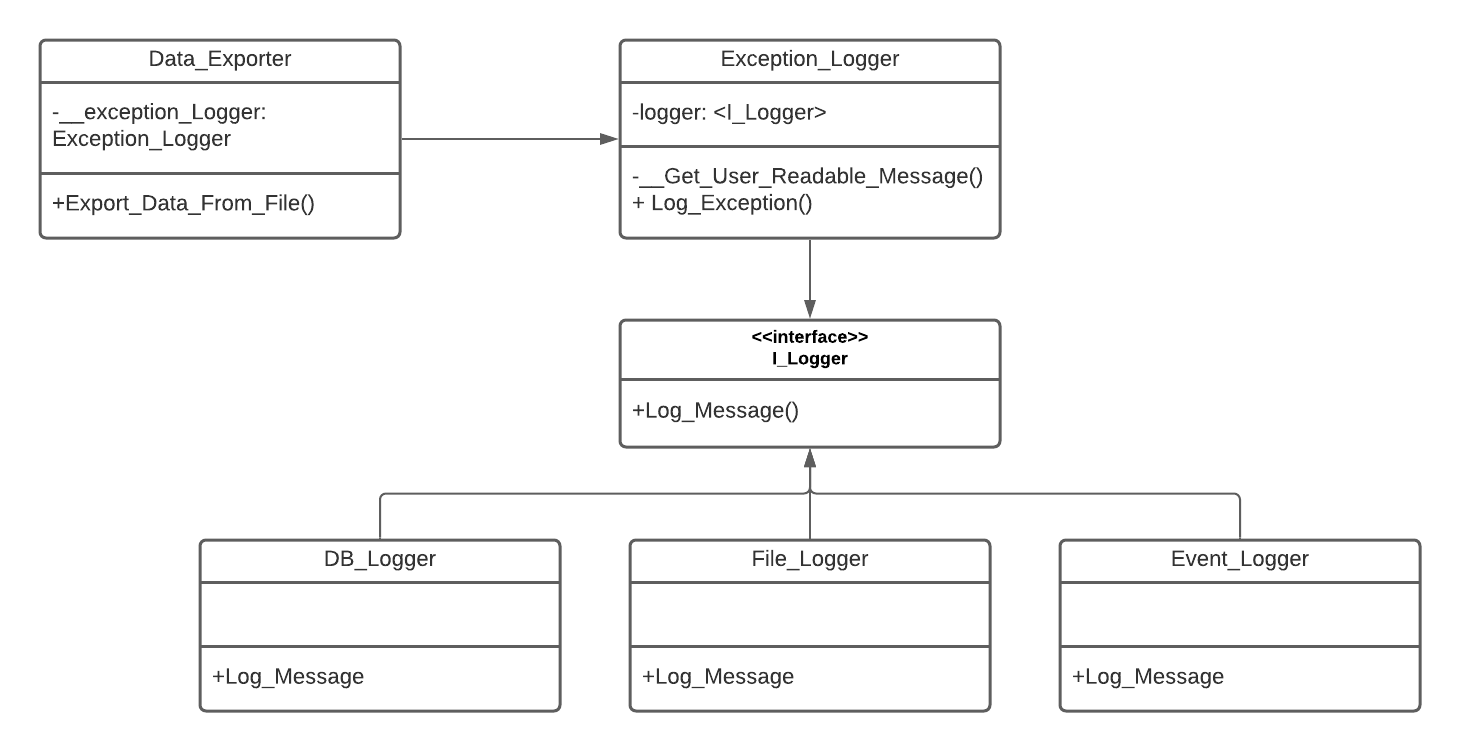 Data_Exporter
-__exception_Logger:
Exception_Logger
+Export_Data_From_File()
Exception_Logger
-logger: <I_Logger>
-__Get_User_Readable_Message()
+ Log_Exception()
<<interface>>
I_Logger
+Log_Message()
DB_Logger
+Log_Message
File_Logger
+Log_Message
Event_Logger
+Log_Message